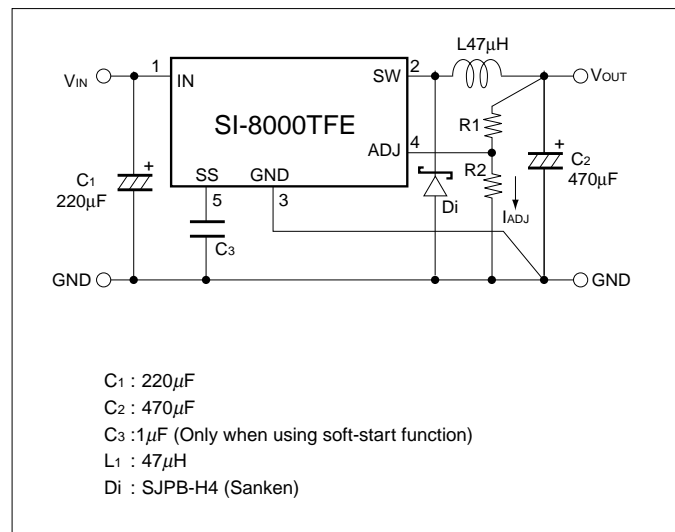 L47μH
VIN 1 IN SW 2 VOUT
SI-8000TFE
R1
ADJ 4
C1 + 220μF
SS GND
R2
+ C2 470μF
5 3
Di
IADJ
C3
GND GND
C1 : 220μF
C2 : 470μF
C3 :1μF (Only when using soft-start function)
L1 : 47μH
Di : SJPB-H4 (Sanken)